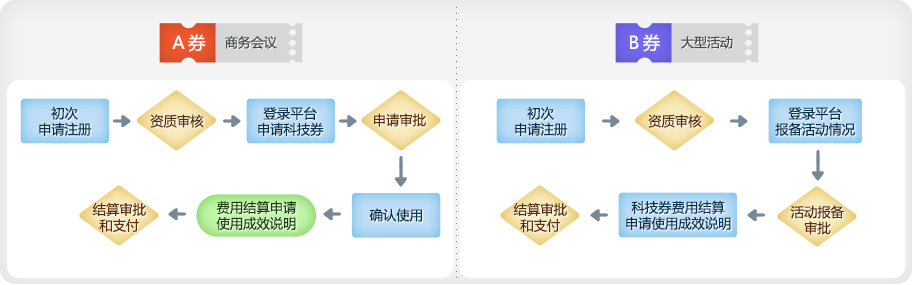 A 券
商务会议
初次
申请注册
资质审核
登录平台
申请科技券
申请审批
确认使用
费用结算申请
使用成效说明
结算审批
和支付
B 券
大型活动
初次
申请注册
资质审核
登录平台
报备活动情况
活动报备
审批
科技券费用结算
申请使用成效说明
结算审批
和支付